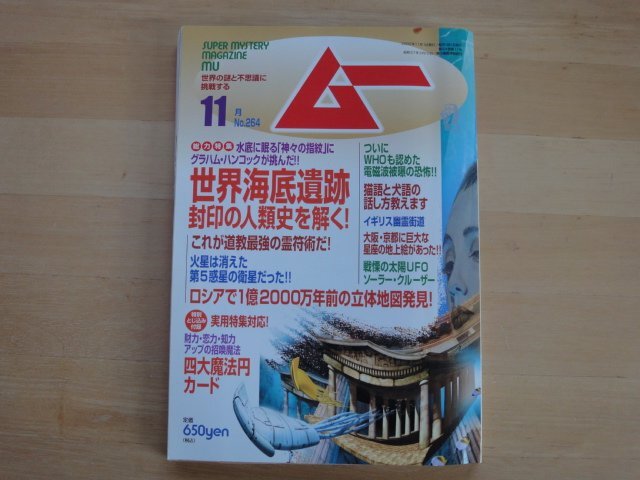 SUPER MYSTERY
MAGAZINE
MU
世界の謎と不思議に
挑戦する
ムー
11月
No.264
総力特集 水底に眠る「神々の指紋」に
グラハム・ハンコックが挑んだ!!
世界海底遺跡
封印の人類史を解く!
これが道教最強の霊符術だ!
火星は消えた
第5惑星の衛星だった!!
ついに
WHOも認めた
電磁波被曝の恐怖!!
猫語と犬語の
話し方教えます
イギリス幽霊街道
大阪・京都に巨大な
星座の地上絵があった!!
戦慄の太陽UFO
ソーラー・クルーザー
ロシアで1億2000万年前の立体地図発見!
特別
とじ込み
付録
実用特集対応!
財力・恋力・知力
アップの招喚魔法
四大魔法円
カード
定価
650yen
(税込)